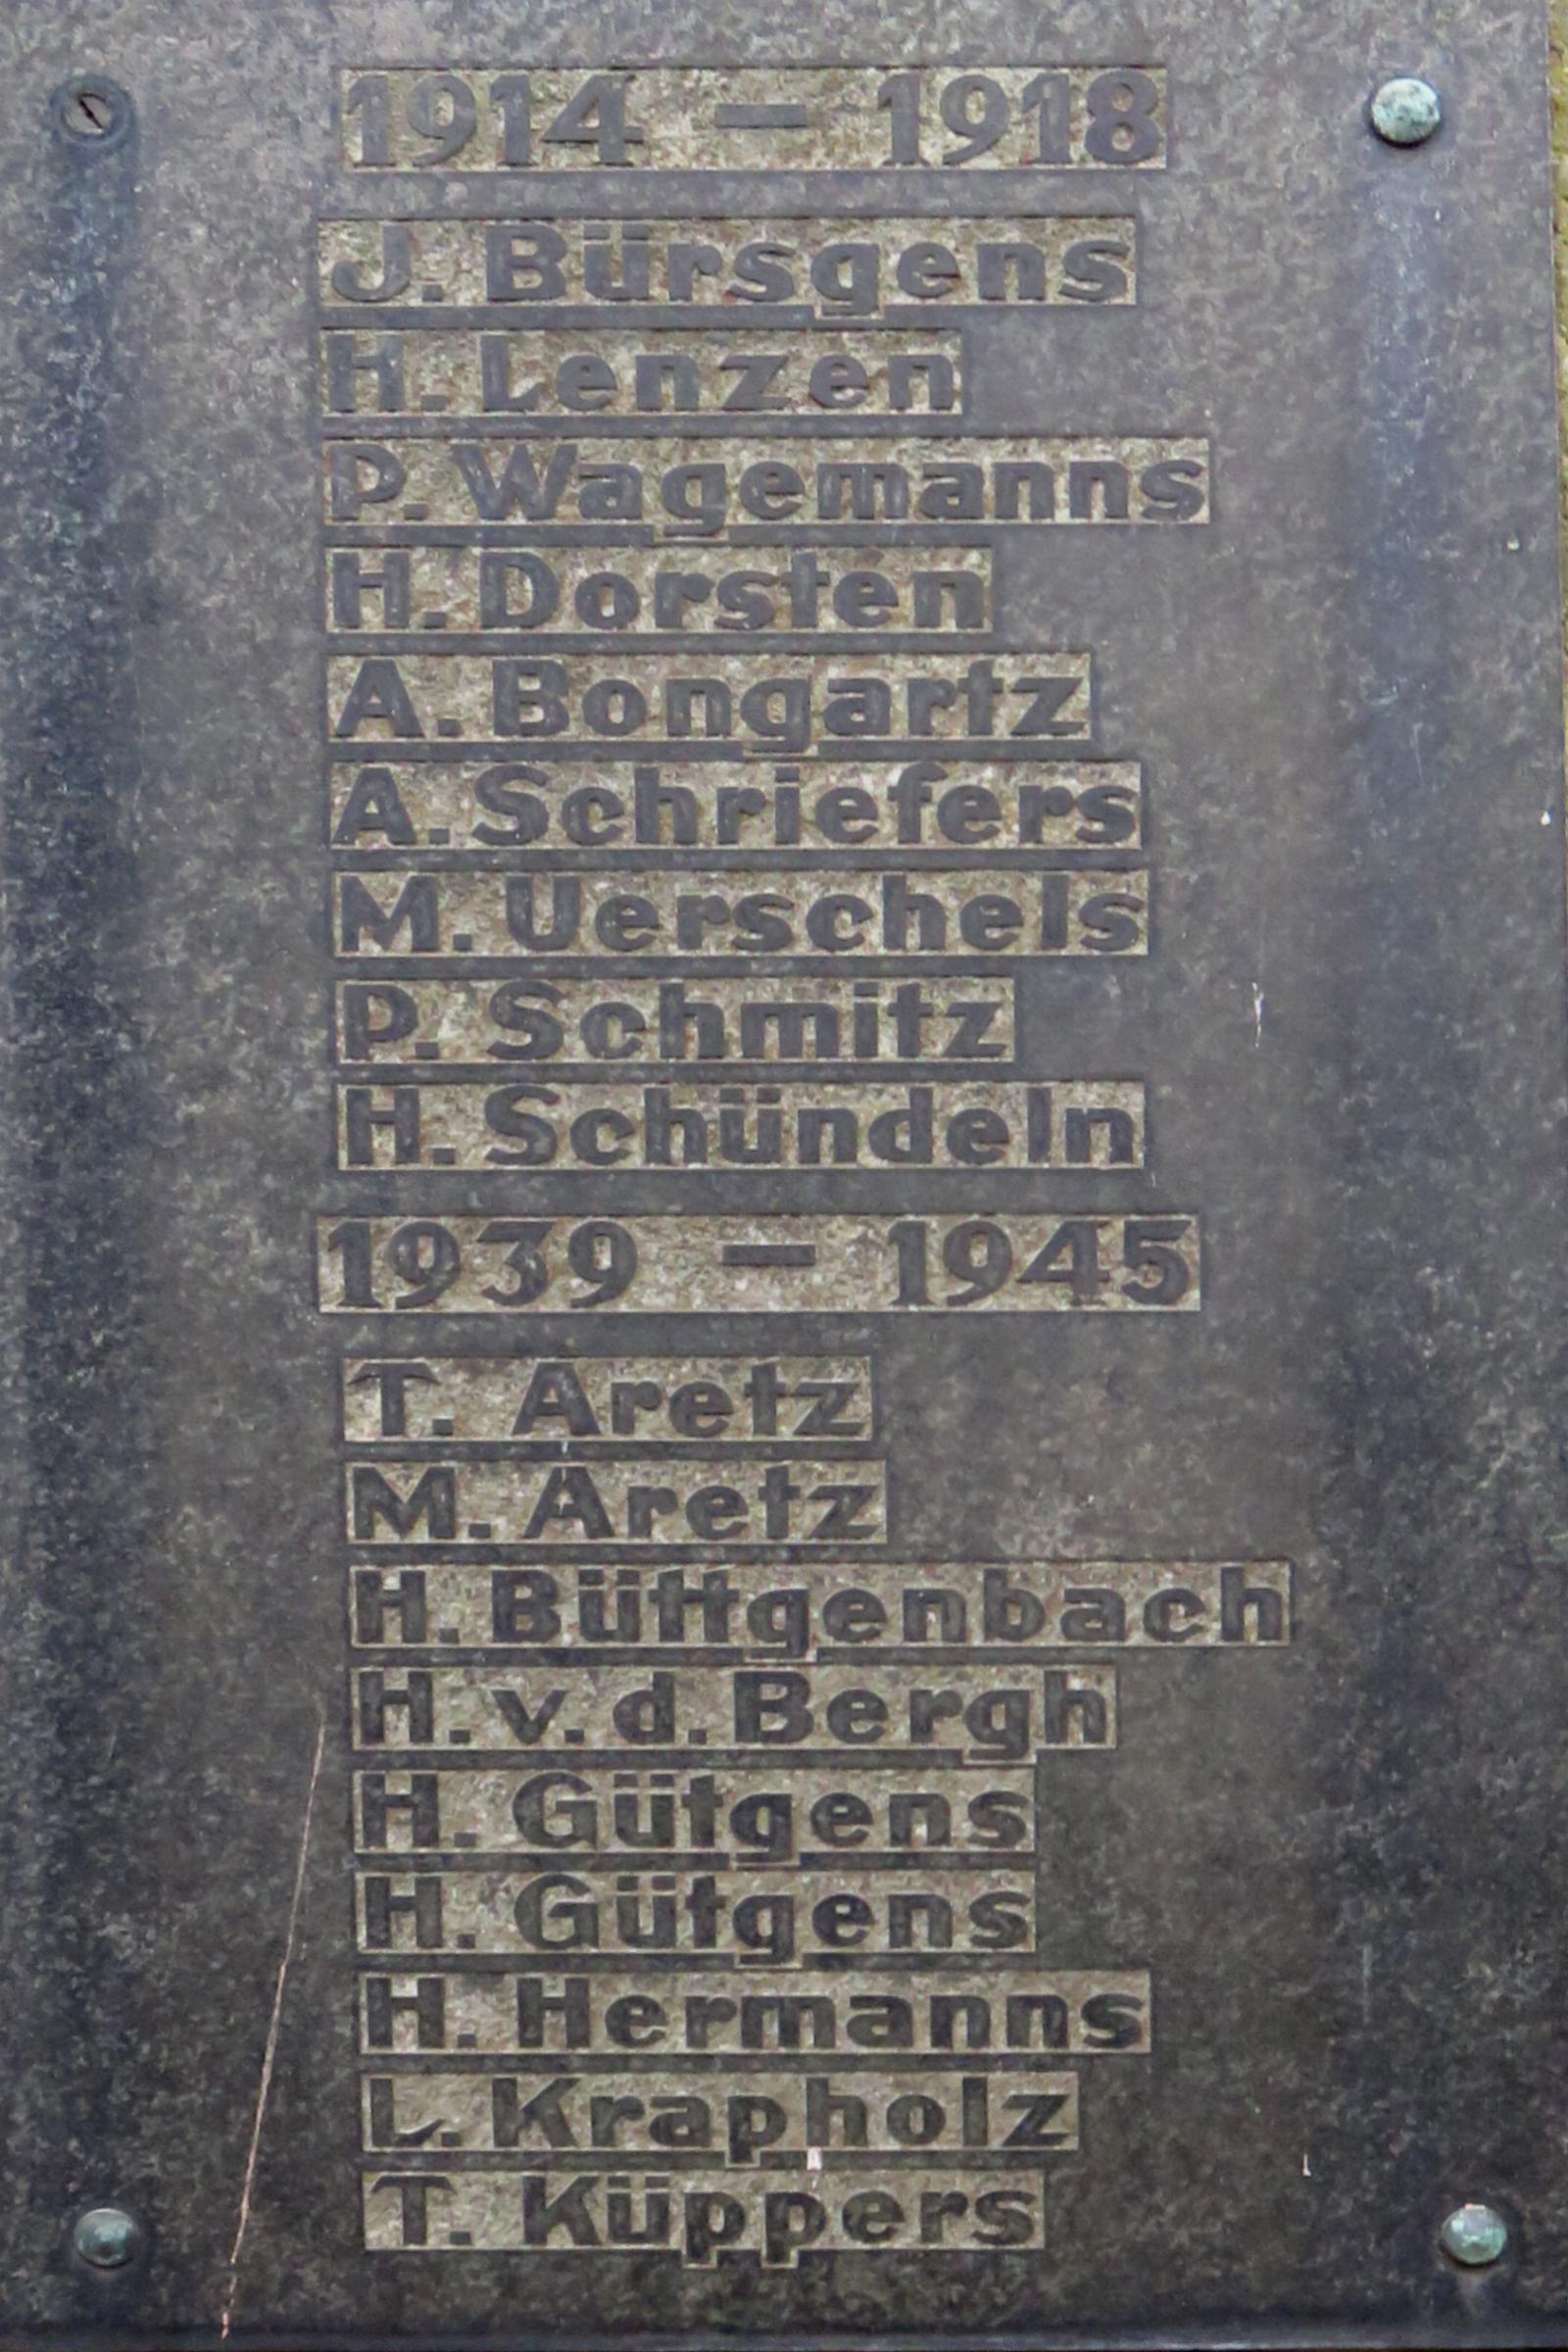 1914 – 1918
J. Bürsgens
H. Lenzen
P. Wagemanns
H. Dorsten
A. Bongartz
A. Schriefers
M. Uerschels
P. Schmitz
H. Schündeln
1939 – 1945
T. Aretz
M. Aretz
H. Büttgenbach
H. v. d. Bergh
H. Gütgens
H. Gütgens
H. Hermanns
L. Krapholz
T. Küppers